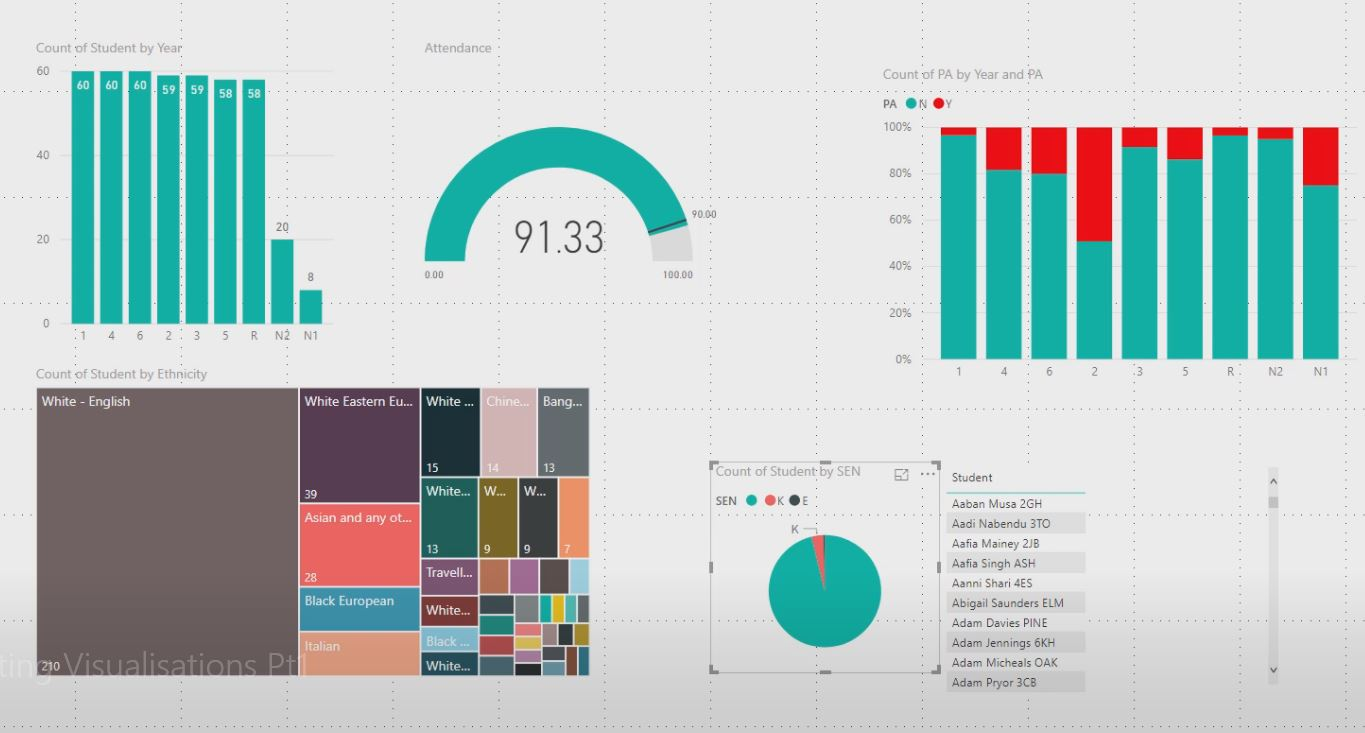 Count of Student by Year
60
40
20
0
60 60 60 59 59 58 58 20 8
1 4 6 2 3 5 R N2 N1
Attendance
91.33
90.00
0.00
100.00
Count of PA by Year and PA
PA N Y
100%
80%
60%
40%
20%
0%
1 4 6 2 3 5 R N2 N1
Count of Student by Ethnicity
White - English
210
White Eastern Eu...
39
Asian and any ot...
28
Black European
Italian
White ...
15
Chine...
14
Bang...
13
White...
13
W...
9
W...
9
7
Travell...
White...
Black ...
White...
ting Visualisations Pt1
Count of Student by SEN
SEN K E
K
Student
Aaban Musa 2GH
Aadi Nabendu 3TO
Aafia Mainey 2JB
Aafia Singh ASH
Aanni Shari 4ES
Abigail Saunders ELM
Adam Davies PINE
Adam Jennings 6KH
Adam Micheals OAK
Adam Pryor 3CB